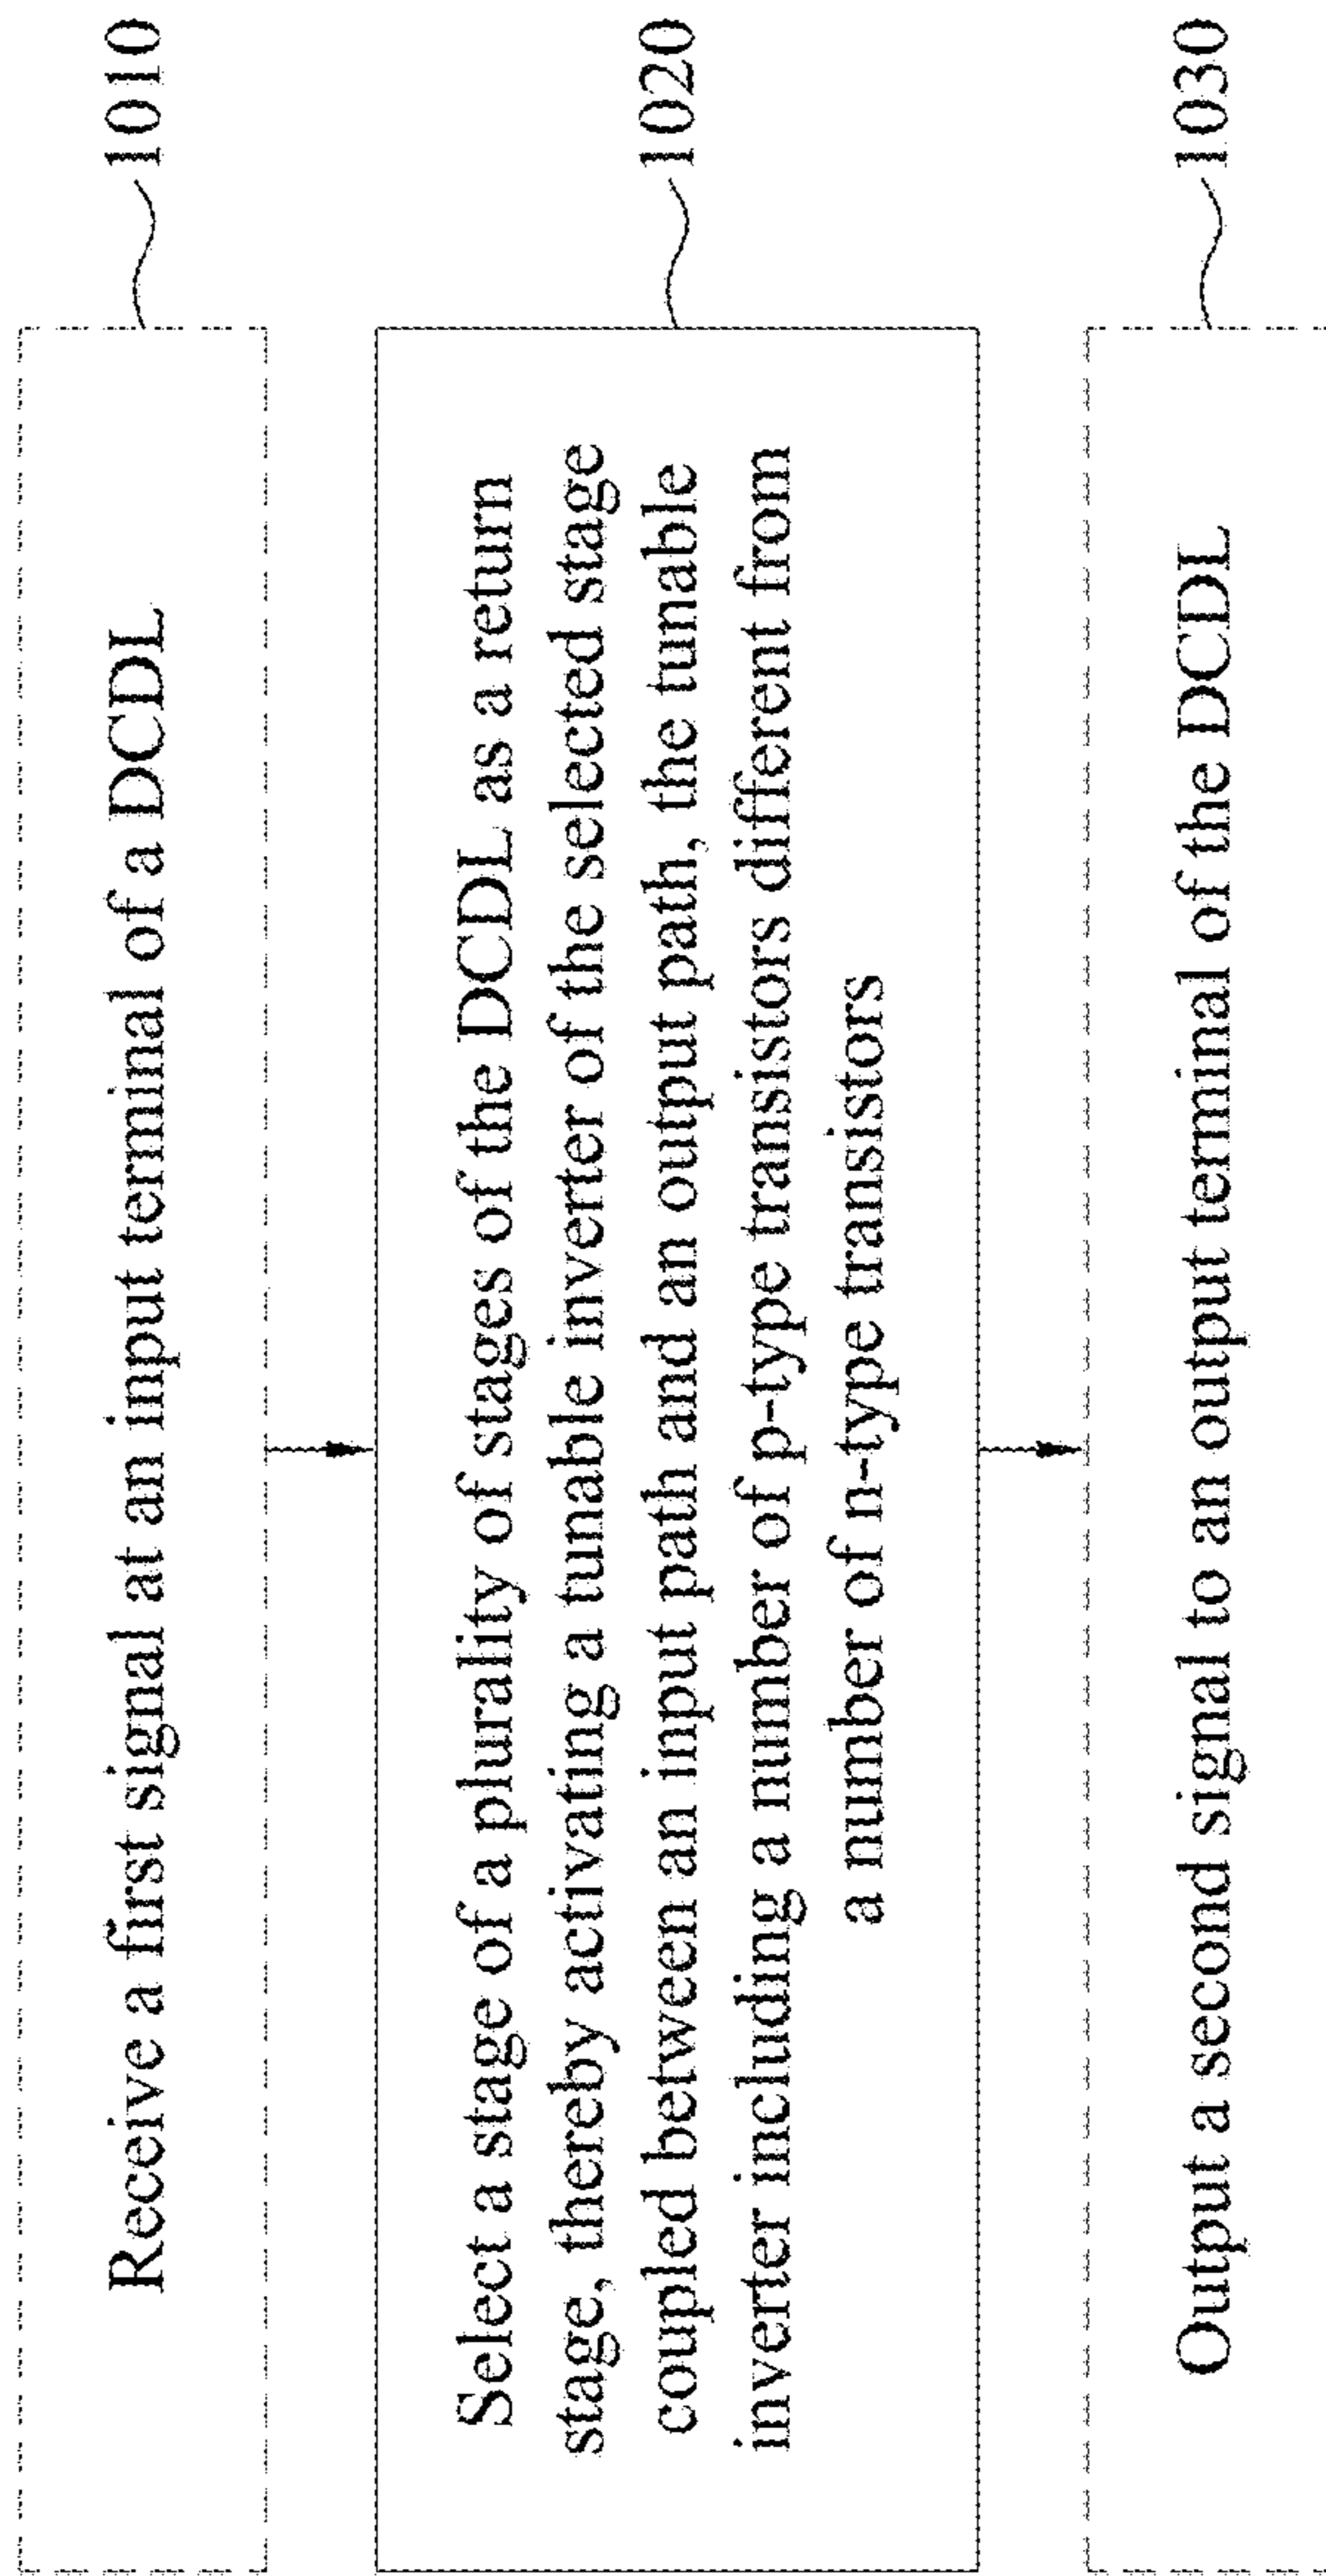 Receive a first signal at an input terminal of a DCDL
1010
Select a stage of a plurality of stages of the DCDL as a return
stage, thereby activating a tunable inverter of the selected stage
coupled between an input path and an output path, the tunable
inverter including a number of p-type transistors different from
a number of n-type transistors
1020
Output a second signal to an output terminal of the DCDL
1030